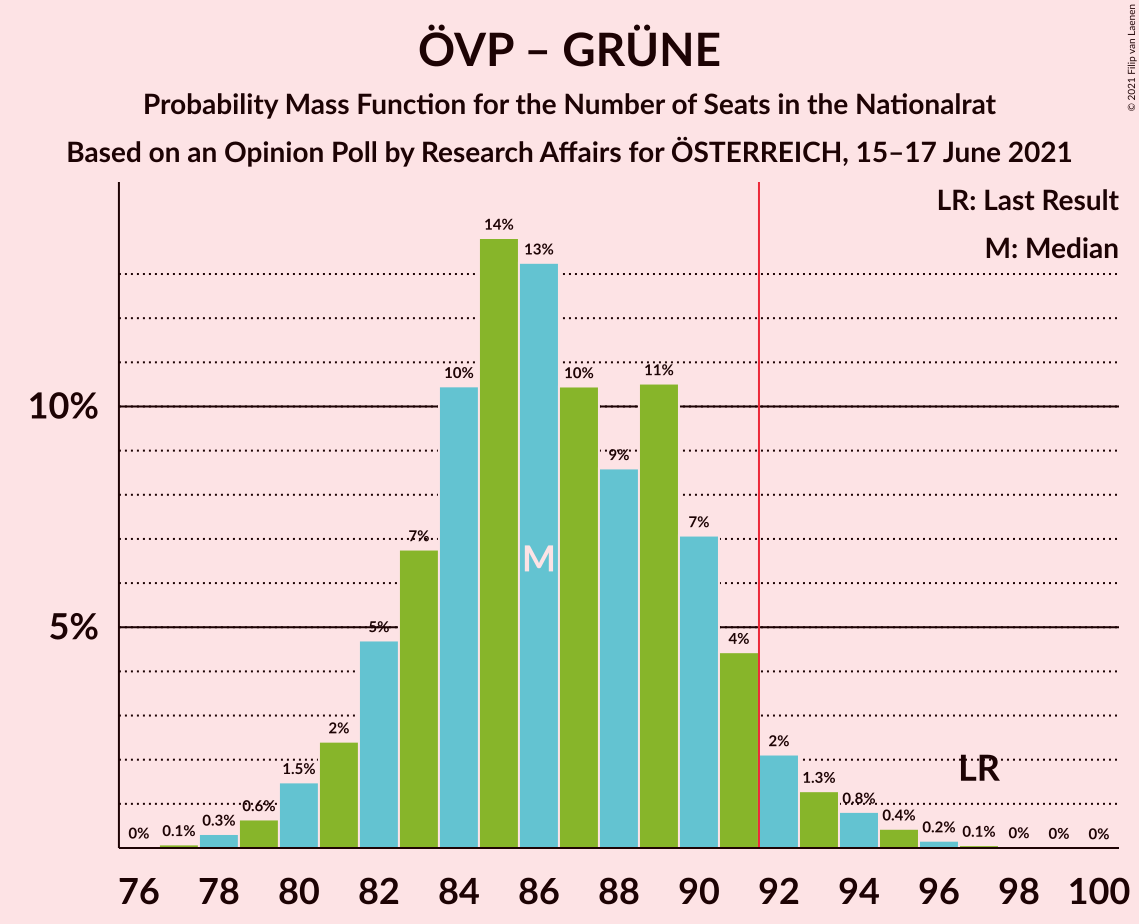 ÖVP – GRÜNE
Probability Mass Function for the Number of Seats in the Nationalrat
Based on an Opinion Poll by Research Affairs for ÖSTERREICH, 15–17 June 2021
© 2021 Filip van Laenen
LR: Last Result
M: Median
10%
5%
0% 0.1% 0.3% 0.6% 1.5% 2% 5% 7% 10% 14% 13% 10% 9% 11% 7% 4% 2% 1.3% 0.8% 0.4% 0.2% 0.1% 0% 0% 0%
M
LR
76 78 80 82 84 86 88 90 92 94 96 98 100